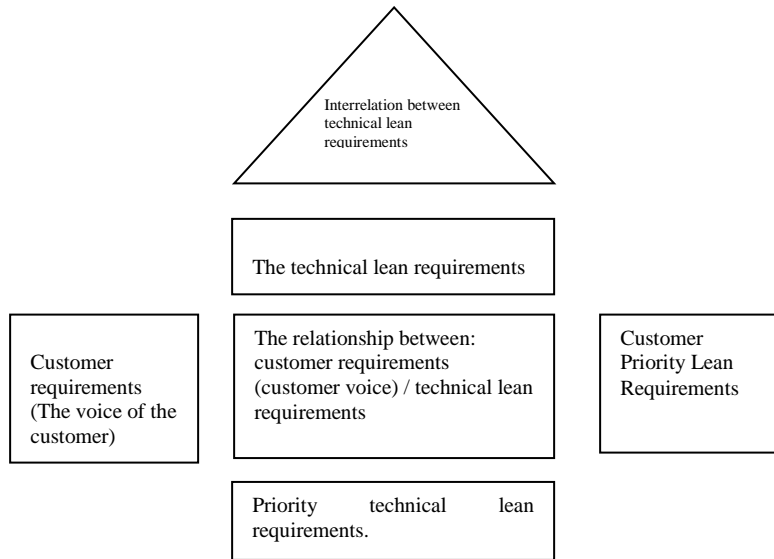 Interrelation between
technical lean
requirements
The technical lean requirements
Customer
requirements
(The voice of the
customer)
The relationship between:
customer requirements
(customer voice) / technical lean
requirements
Customer
Priority Lean
Requirements
Priority technical lean
requirements.